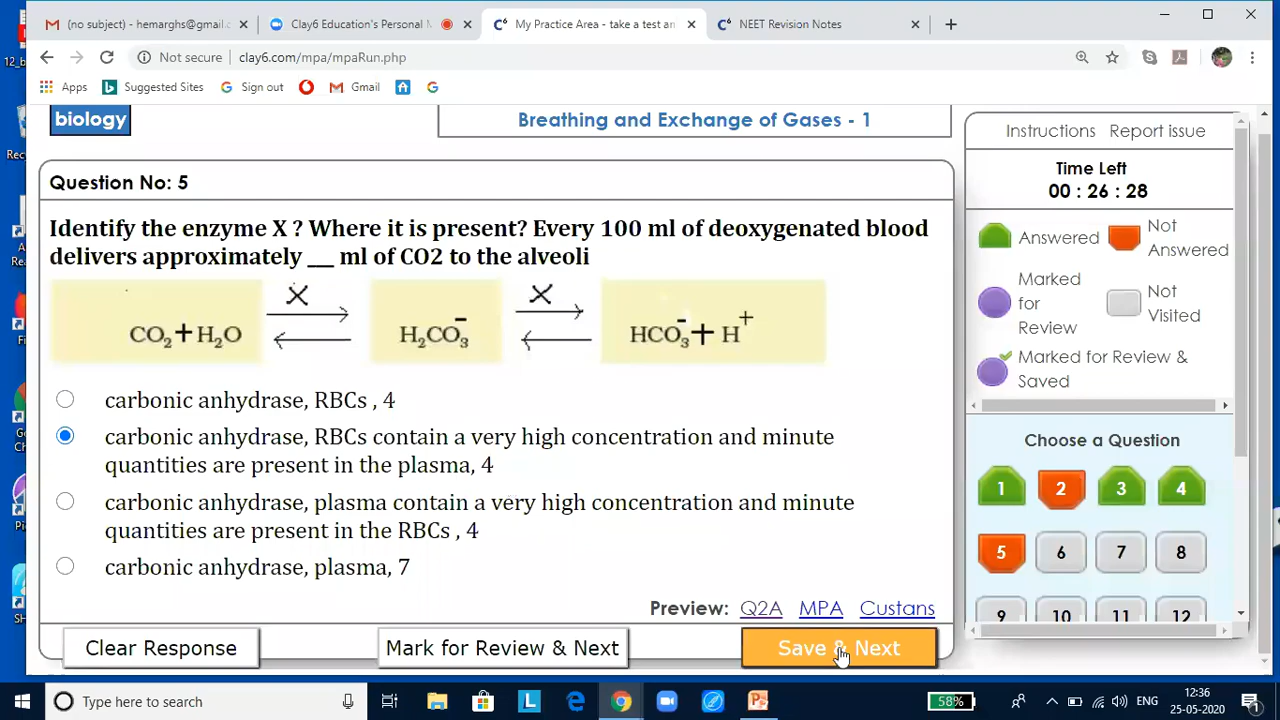 (no subject) - hemarghs@gmail.c
Clay6 Education's Personal M
My Practice Area - take a test an
NEET Revision Notes
Not secure
clay6.com/mpa/mpaRun.php
Apps
Suggested Sites
Sign out
Gmail
biology
Breathing and Exchange of Gases - 1
Instructions
Report issue
Time Left
00 : 26 : 28
Answered
Not Answered
Marked for Review
Not Visited
Marked for Review & Saved
Choose a Question
1 2 3 4
5 6 7 8
9 10 11 12
Question No: 5
Identify the enzyme X ? Where it is present? Every 100 ml of deoxygenated blood
delivers approximately ___ ml of CO2 to the alveoli
CO₂+H₂O X H₂CO₃⁻ X HCO₃⁻+ H⁺
carbonic anhydrase, RBCs , 4
carbonic anhydrase, RBCs contain a very high concentration and minute
quantities are present in the plasma, 4
carbonic anhydrase, plasma contain a very high concentration and minute
quantities are present in the RBCs , 4
carbonic anhydrase, plasma, 7
Preview: Q2A MPA Custans
Clear Response
Mark for Review & Next
Save & Next
Type here to search
58%
ENG
12:36
25-05-2020